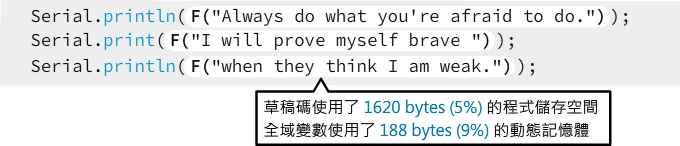 Serial.println(F("Always do what you're afraid to do."));
Serial.print(F("I will prove myself brave "));
Serial.println(F("when they think I am weak."));
草稿碼使用了 1620 bytes (5%) 的程式儲存空間
全域變數使用了 188 bytes (9%) 的動態記憶體